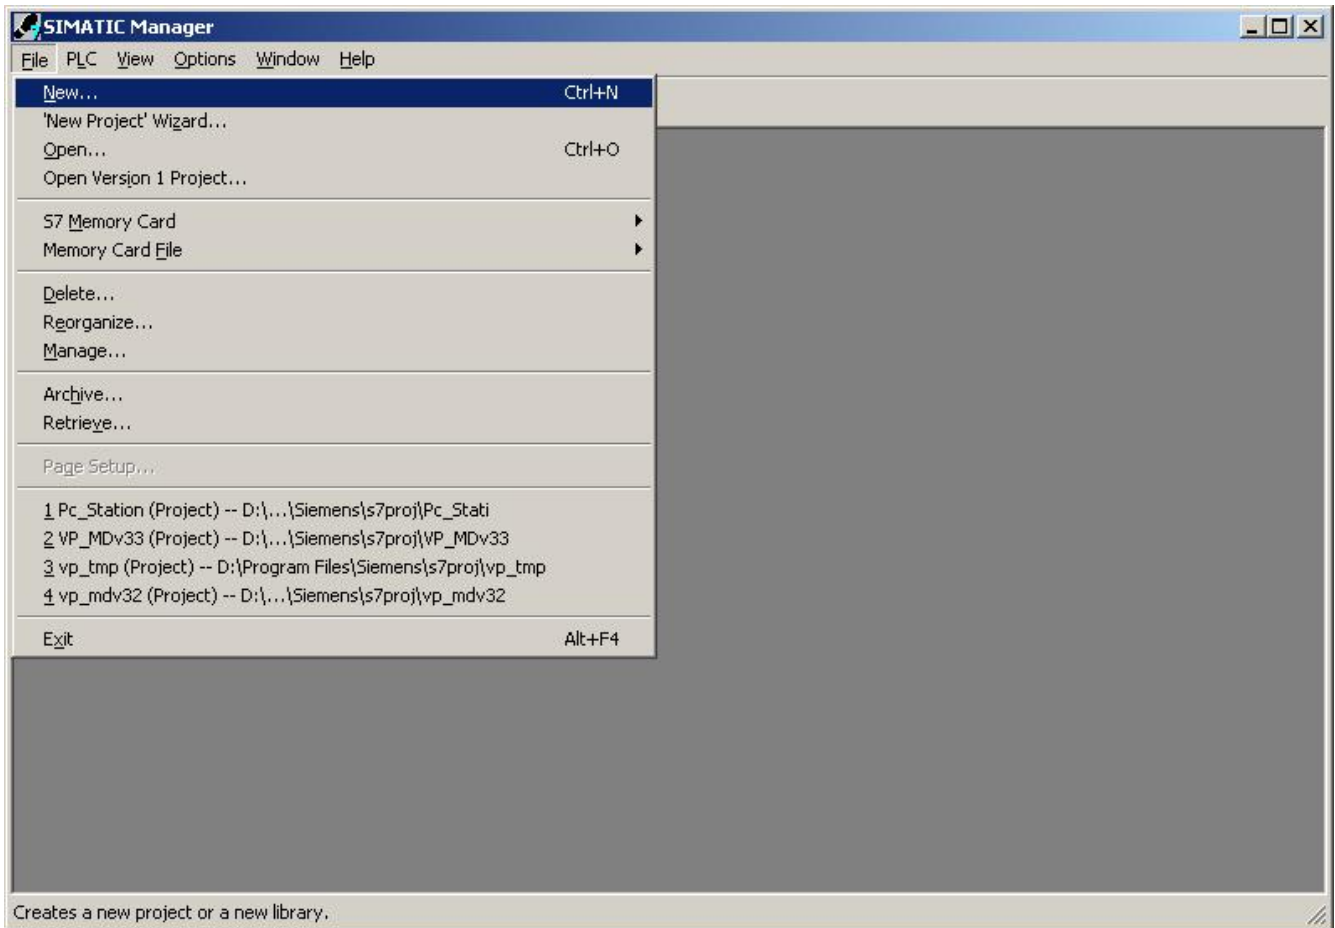 SIMATIC Manager
File PLC View Options Window Help
New... Ctrl+N
'New Project' Wizard...
Open... Ctrl+O
Open Version 1 Project...
S7 Memory Card
Memory Card File
Delete...
Reorganize...
Manage...
Archive...
Retrieve...
Page Setup...
1 Pc_Station (Project) -- D:\...\Siemens\s7proj\Pc_Stati
2 VP_MDv33 (Project) -- D:\...\Siemens\s7proj\VP_MDv33
3 vp_tmp (Project) -- D:\Program Files\Siemens\s7proj\vp_tmp
4 vp_mdv32 (Project) -- D:\...\Siemens\s7proj\vp_mdv32
Exit Alt+F4
Creates a new project or a new library.